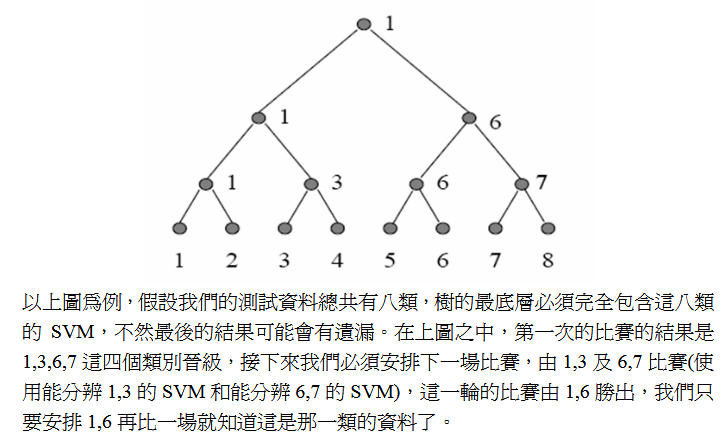 1
1 6
1 3 6 7
1 2 3 4 5 6 7 8
以上圖為例，假設我們的測試資料總共有八類，樹的最底層必須完全包含這八類
的 SVM，不然最後的結果可能會有遺漏。在上圖之中，第一次的比賽的結果是
1,3,6,7 這四個類別晉級，接下來我們必須安排下一場比賽，由 1,3 及 6,7 比賽(使
用能分辨 1,3 的 SVM 和能分辨 6,7 的 SVM)，這一輪的比賽由 1,6 勝出，我們只
要安排 1,6 再比一場就知道這是那一類的資料了。